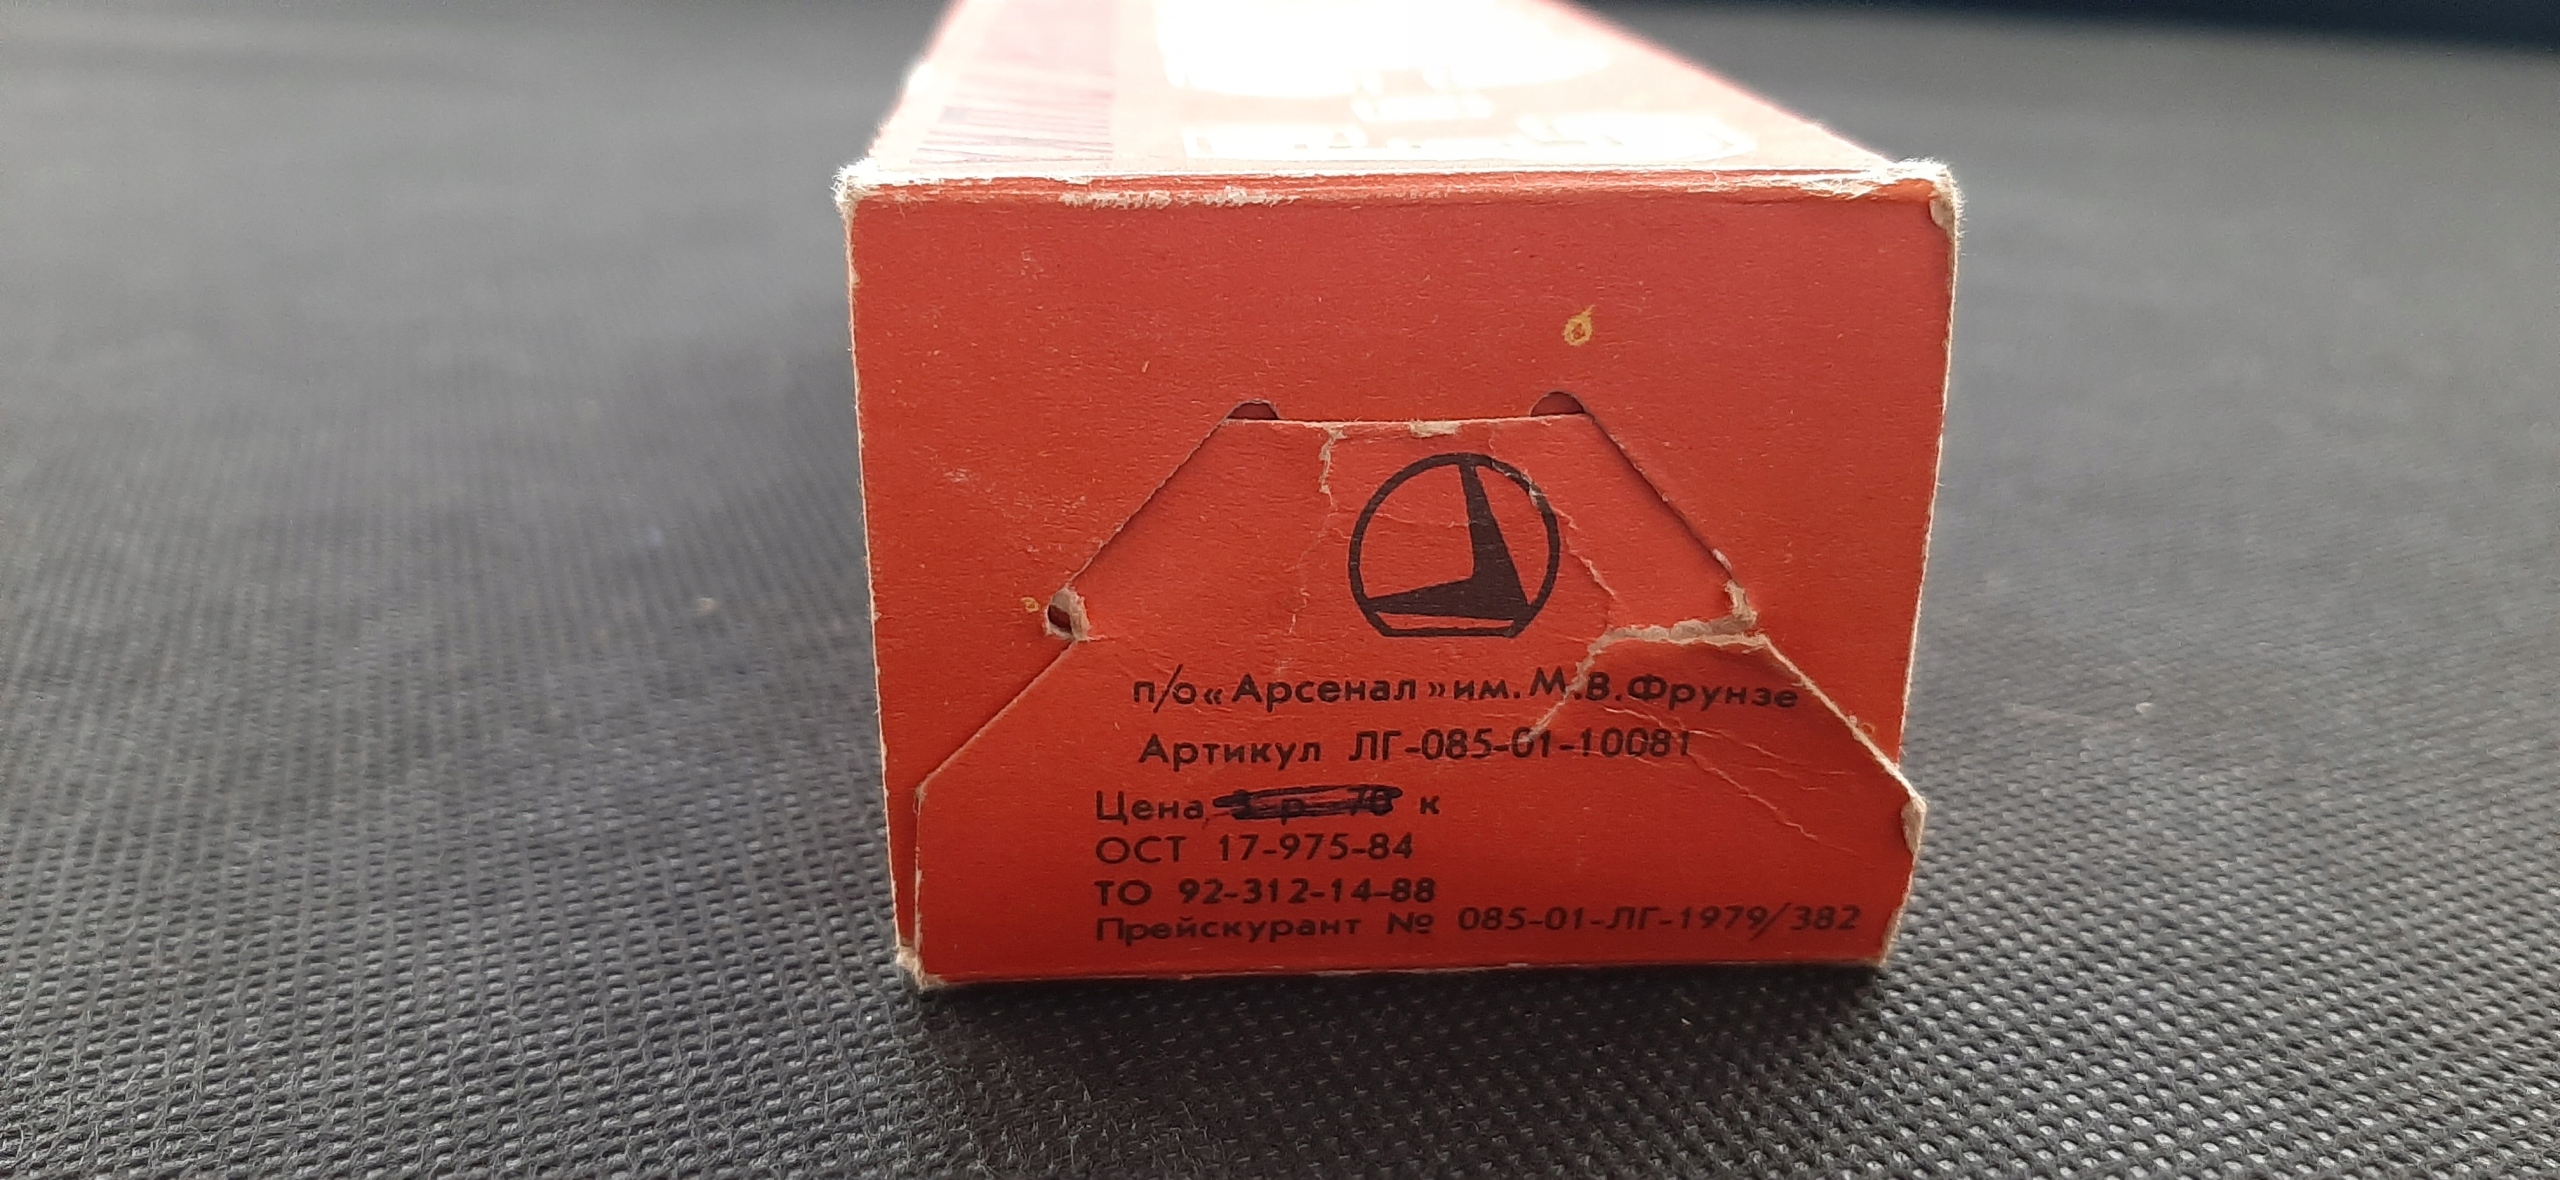 п/о «Арсенал» им. М.В.Фрунзе
Артикул ЛГ-085-01-10081
Цена р 70 к
ОСТ 17-975-84
ТО 92-312-14-88
Прейскурант № 085-01-ЛГ-1979/382